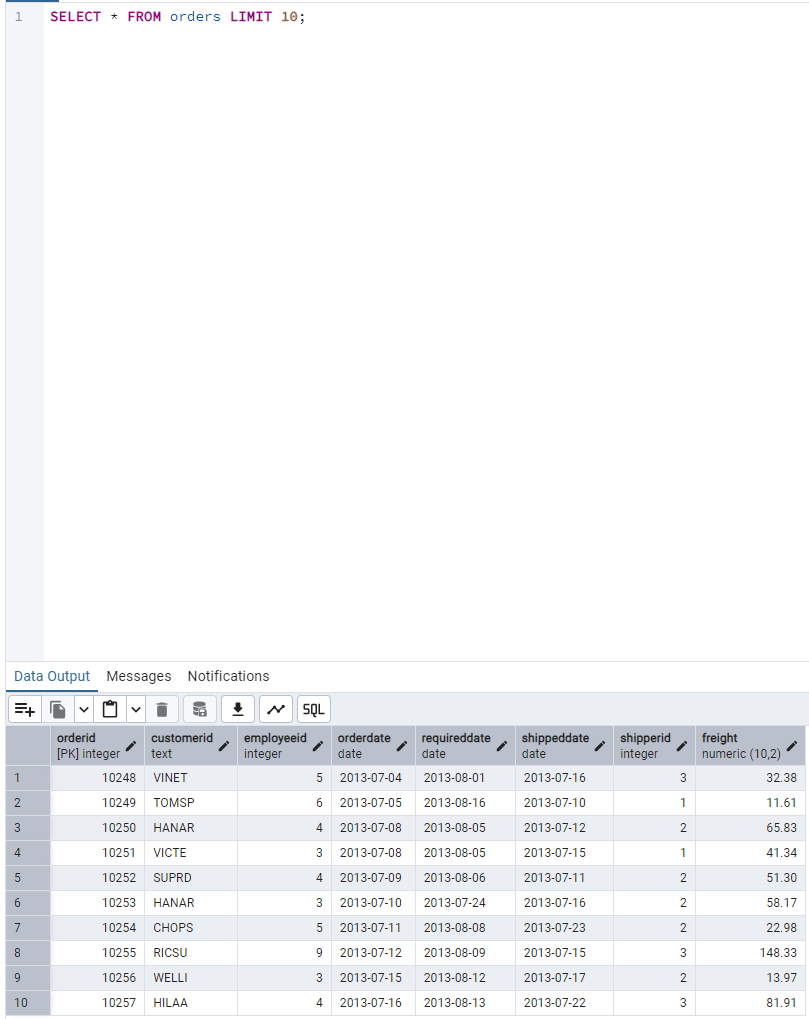 1 SELECT * FROM orders LIMIT 10;
Data Output Messages Notifications
SQL
orderid customerid employeeid orderdate requireddate shippeddate shipperid freight
[PK] integer text integer date date date integer numeric (10,2)
1 10248 VINET 5 2013-07-04 2013-08-01 2013-07-16 3 32.38
2 10249 TOMSP 6 2013-07-05 2013-08-16 2013-07-10 1 11.61
3 10250 HANAR 4 2013-07-08 2013-08-05 2013-07-12 2 65.83
4 10251 VICTE 3 2013-07-08 2013-08-05 2013-07-15 1 41.34
5 10252 SUPRD 4 2013-07-09 2013-08-06 2013-07-11 2 51.30
6 10253 HANAR 3 2013-07-10 2013-07-24 2013-07-16 2 58.17
7 10254 CHOPS 5 2013-07-11 2013-08-08 2013-07-23 2 22.98
8 10255 RICSU 9 2013-07-12 2013-08-09 2013-07-15 3 148.33
9 10256 WELLI 3 2013-07-15 2013-08-12 2013-07-17 2 13.97
10 10257 HILAA 4 2013-07-16 2013-08-13 2013-07-22 3 81.91